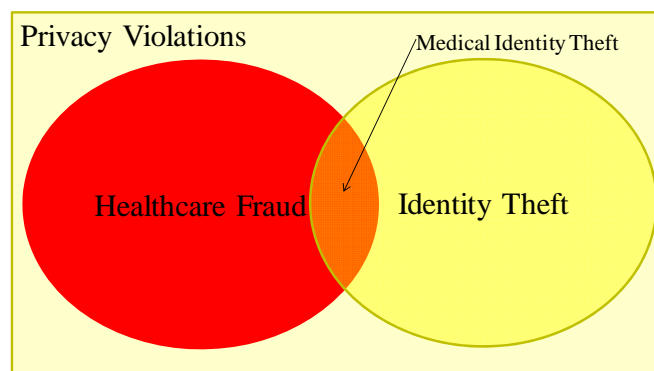 Privacy Violations
Medical Identity Theft
Healthcare Fraud
Identity Theft